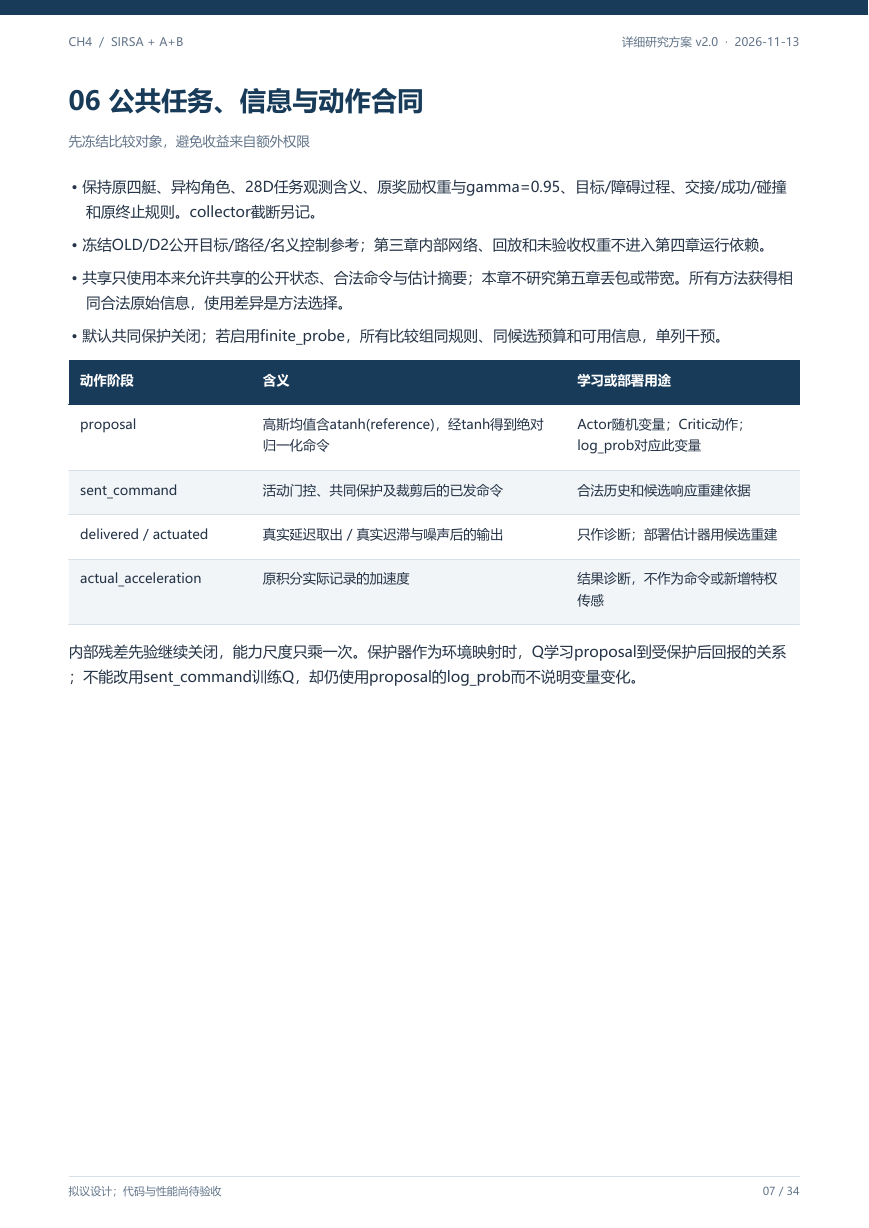 CH4 / SIRSA + A+B
详细研究方案 v2.0 · 2026-11-13
06 公共任务、信息与动作合同
先冻结比较对象，避免收益来自额外权限
• 保持原四艇、异构角色、28D任务观测含义、原奖励权重与gamma=0.95、目标/障碍过程、交接/成功/碰撞
和原终止规则。collector截断另记。
• 冻结OLD/D2公开目标/路径/名义控制参考；第三章内部网络、回放和未验收权重不进入第四章运行依赖。
• 共享只使用本来允许共享的公开状态、合法命令与估计摘要；本章不研究第五章丢包或带宽。所有方法获得相
同合法原始信息，使用差异是方法选择。
• 默认共同保护关闭；若启用finite_probe，所有比较组同规则、同候选预算和可用信息，单列干预。
动作阶段 含义 学习或部署用途
proposal 高斯均值含atanh(reference)，经tanh得到绝对 Actor随机变量；Critic动作；
归一化命令 log_prob对应此变量
sent_command 活动门控、共同保护及裁剪后的已发命令 合法历史和候选响应重建依据
delivered / actuated 真实延迟取出 / 真实迟滞与噪声后的输出 只作诊断；部署估计器用候选重建
actual_acceleration 原积分实际记录的加速度 结果诊断，不作为命令或新增特权
传感
内部残差先验继续关闭，能力尺度只乘一次。保护器作为环境映射时，Q学习proposal到受保护后回报的关系
；不能改用sent_command训练Q，却仍使用proposal的log_prob而不说明变量变化。
拟议设计；代码与性能尚待验收
07 / 34